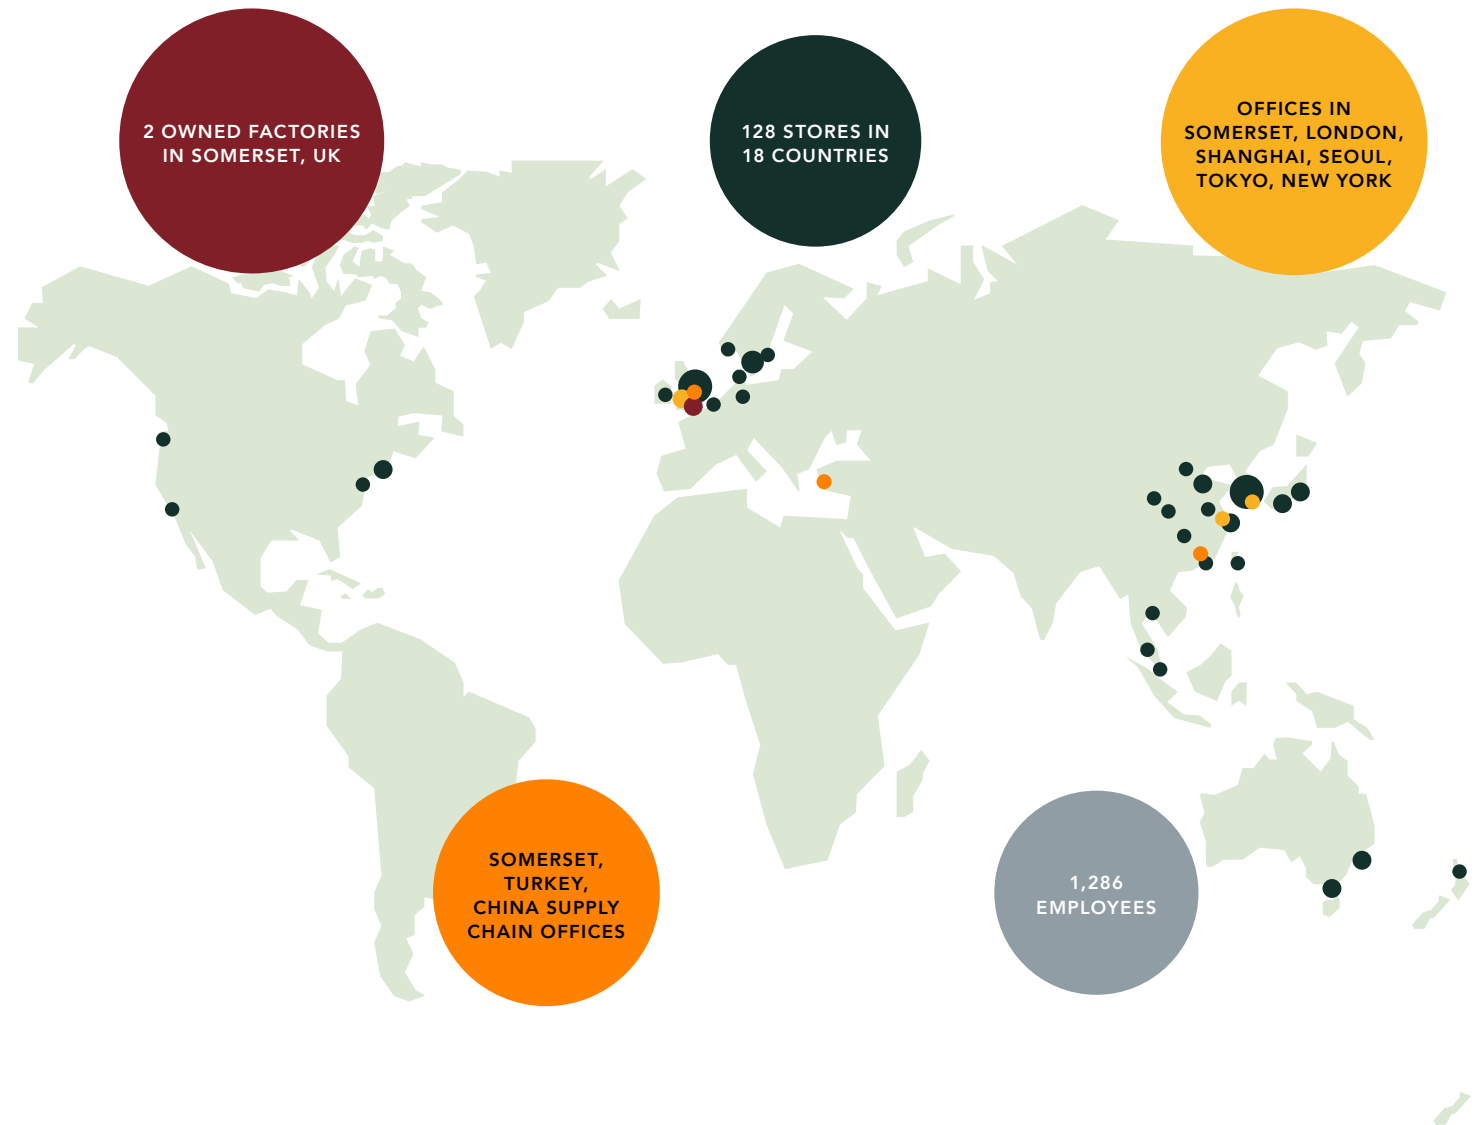 2 OWNED FACTORIES
IN SOMERSET, UK
128 STORES IN
18 COUNTRIES
OFFICES IN
SOMERSET, LONDON,
SHANGHAI, SEOUL,
TOKYO, NEW YORK
SOMERSET,
TURKEY,
CHINA SUPPLY
CHAIN OFFICES
1,286
EMPLOYEES